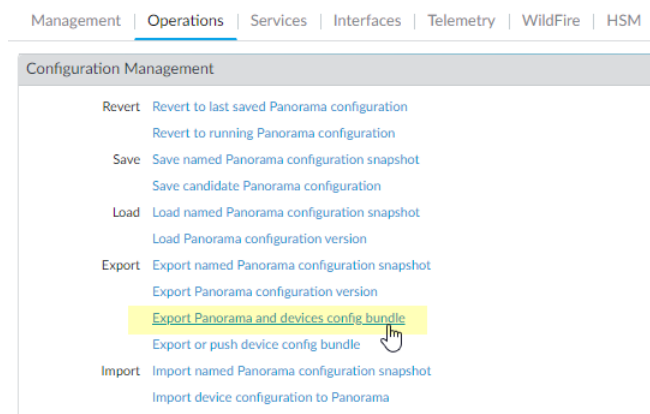 Management | Operations | Services | Interfaces | Telemetry | WildFire | HSM
Configuration Management
Revert Revert to last saved Panorama configuration
Revert to running Panorama configuration
Save Save named Panorama configuration snapshot
Save candidate Panorama configuration
Load Load named Panorama configuration snapshot
Load Panorama configuration version
Export Export named Panorama configuration snapshot
Export Panorama configuration version
Export Panorama and devices config bundle
Export or push device config bundle
Import Import named Panorama configuration snapshot
Import device configuration to Panorama